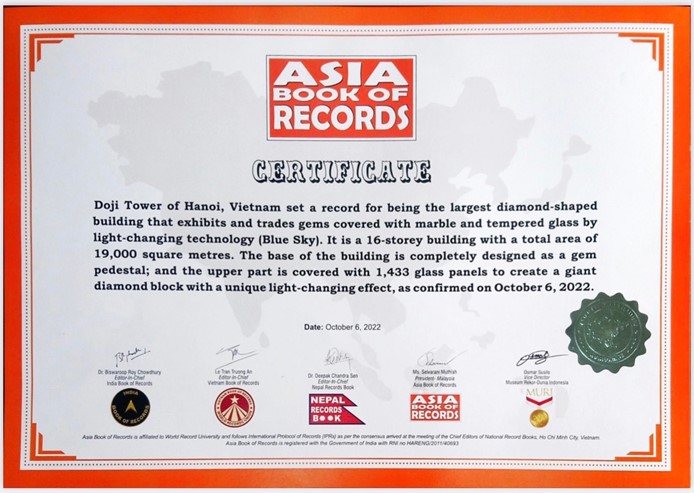 ASIA
BOOK OF
RECORDS
CERTIFICATE
Doji Tower of Hanoi, Vietnam set a record for being the largest diamond-shaped
building that exhibits and trades gems covered with marble and tempered glass by
light-changing technology (Blue Sky). It is a 16-storey building with a total area of
19,000 square metres. The base of the building is completely designed as a gem
pedestal; and the upper part is covered with 1,433 glass panels to create a giant
diamond block with a unique light-changing effect, as confirmed on October 6, 2022.
Date: October 6, 2022
Dr. Biswaroop Roy Chowdhury
Editor-in-Chief
India Book of Records
Le Tran Truong An
Editor-in-Chief
Vietnam Book of Records
Dr. Deepak Chandra Sen
Editor-in-Chief
Nepal Records Book
Ms. Selvaram Muthiah
President - Malaysia
Asia Book of Records
Osmar
Vice Director
Museum Rekor-Dunia Indonesia
INDIA
BOOK OF RECORDS
NEPAL
RECORDS
BOOK
ASIA
BOOK OF
RECORDS
MURI
Asia Book of Records is affiliated to World Record University and follows International Protocol of Records (IPRs) as per the consensus arrived at the meeting of the Chief Editors of National Record Books, Ho Chi Minh City, Vietnam
Asia Book of Records is registered with the Government of India with RNI no HARENG/2011/40683